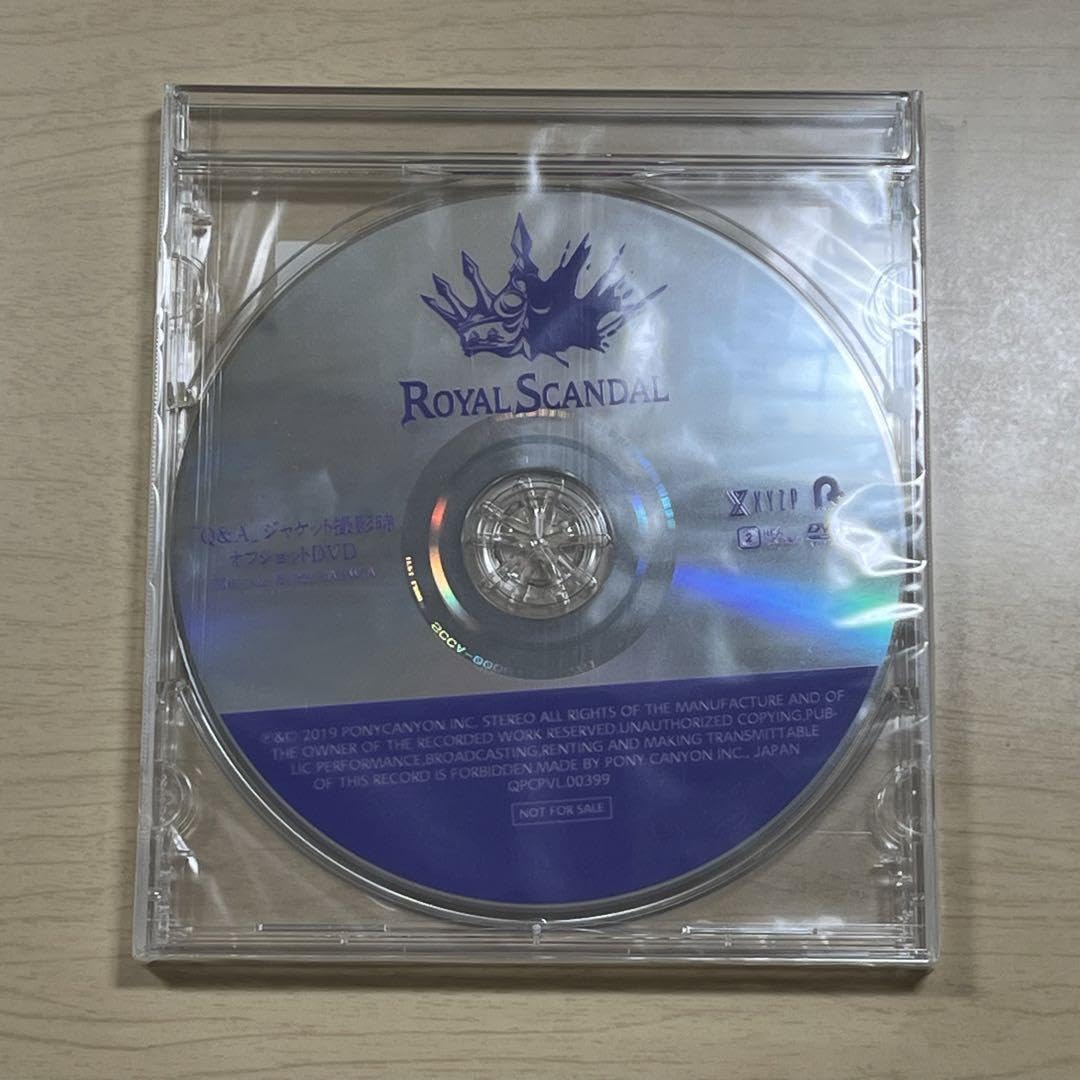 ROYAL SCANDAL
「Q&A」ジャケット撮影時
オフショットDVD
XYZP
2
DVD
℗&© 2019 PONYCANYON INC. STEREO ALL RIGHTS OF THE MANUFACTURE AND OF
THE OWNER OF THE RECORDED WORK RESERVED.UNAUTHORIZED COPYING,PUB-
LIC PERFORMANCE,BROADCASTING,RENTING AND MAKING TRANSMITTABLE
OF THIS RECORD IS FORBIDDEN.MADE BY PONY CANYON INC., JAPAN
QPCPVL.00399
NOT FOR SALE